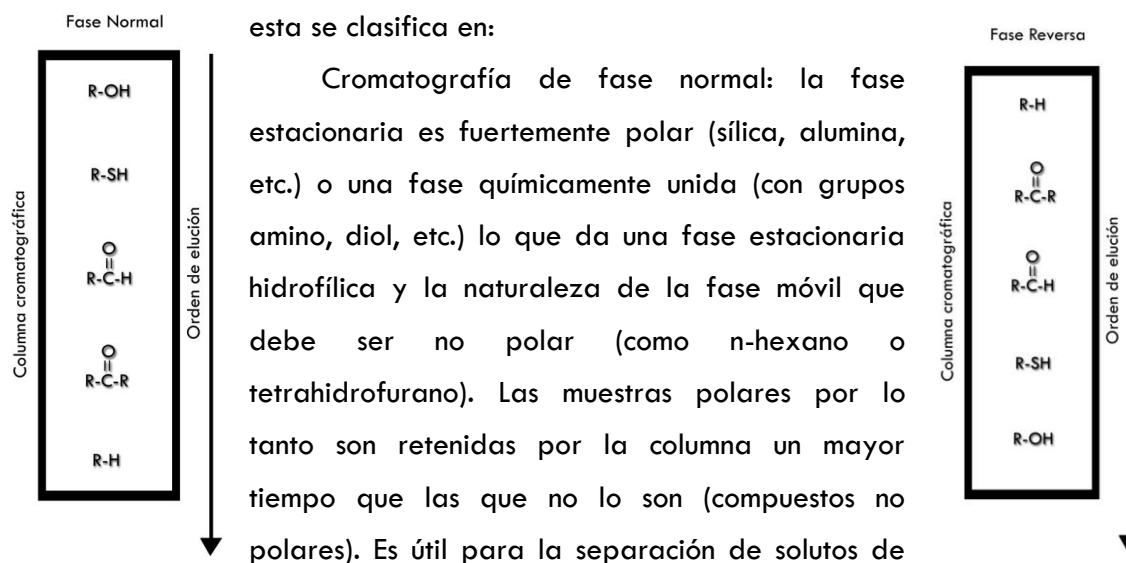 Fase Normal
Columna cromatográfica
R-OH
R-SH
O
R-C-H
O
R-C-R
R-H
Orden de elución
esta se clasifica en:
Cromatografía de fase normal: la fase
estacionaria es fuertemente polar (sílica, alumina,
etc.) o una fase químicamente unida (con grupos
amino, diol, etc.) lo que da una fase estacionaria
hidrofílica y la naturaleza de la fase móvil que
debe ser no polar (como n-hexano o
tetrahidrofurano). Las muestras polares por lo
tanto son retenidas por la columna un mayor
tiempo que las que no lo son (compuestos no
polares). Es útil para la separación de solutos de
Fase Reversa
Columna cromatográfica
R-H
O
R-C-R
O
R-C-H
R-SH
R-OH
Orden de elución